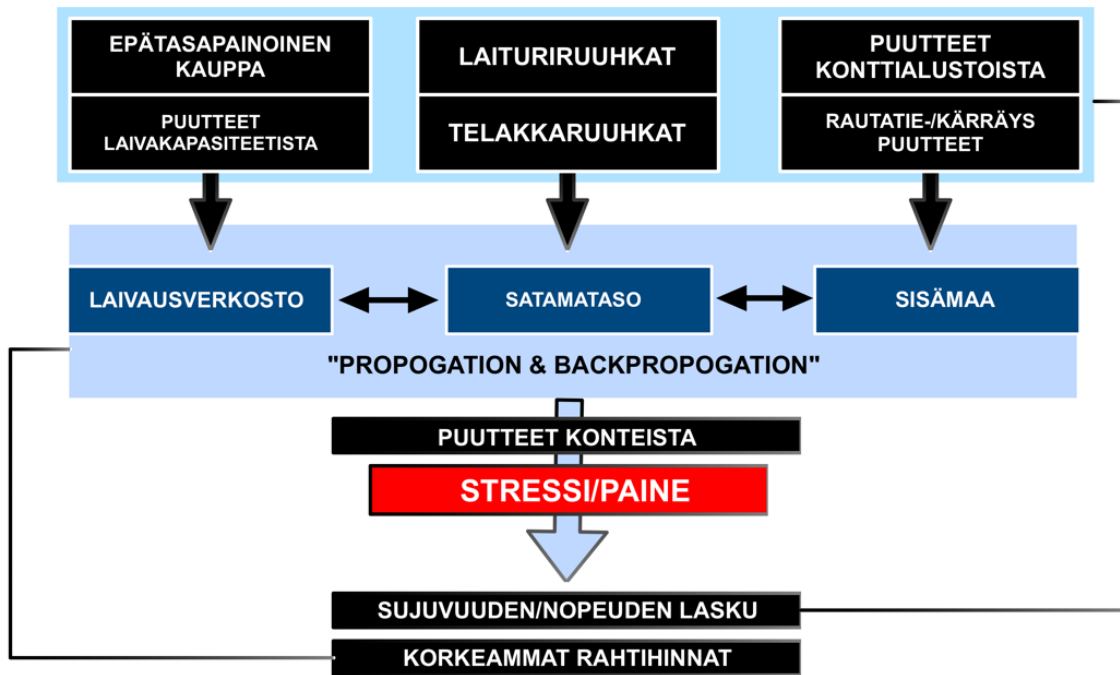 EPÄTASAPAINOINEN
KAUPPA
PUUTTEET
LAIVAKAPASITEETISTA
LAITURIRUUHKAT
TELAKKARUUHKAT
PUUTTEET
KONTTIALUSTOISTA
RAUTATIE-/KÄRRÄYS
PUUTTEET
LAIVAUSVERKOSTO
SATAMATASO
SISÄMAA
"PROPOGATION & BACKPROPOGATION"
PUUTTEET KONTEISTA
STRESSI/PAINE
SUJUVUUDEN/NOPEUDEN LASKU
KORKEAMMAT RAHTIHINNAT